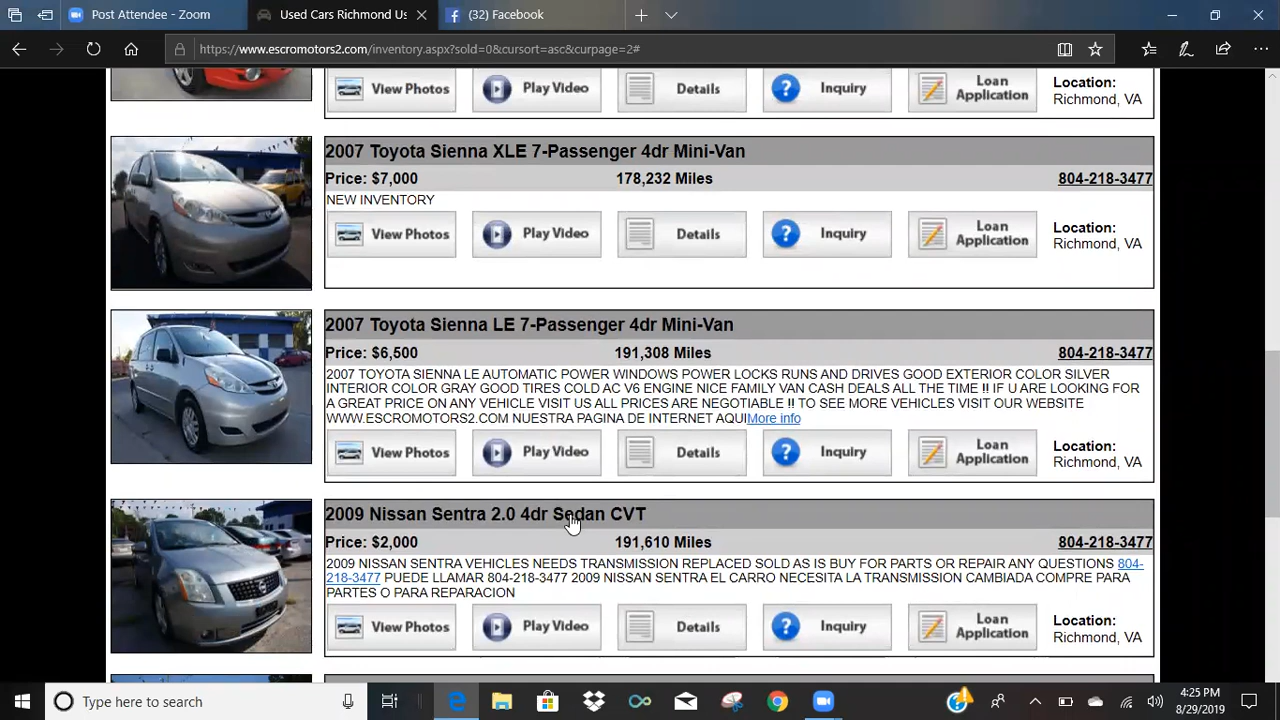 Post Attendee - Zoom
Used Cars Richmond Us
(32) Facebook
https://www.escromotors2.com/inventory.aspx?sold=0&cursort=asc&curpage=2#
View Photos
Play Video
Details
Inquiry
Loan Application
Location:
Richmond, VA
2007 Toyota Sienna XLE 7-Passenger 4dr Mini-Van
Price: $7,000 178,232 Miles 804-218-3477
NEW INVENTORY
View Photos
Play Video
Details
Inquiry
Loan Application
Location:
Richmond, VA
2007 Toyota Sienna LE 7-Passenger 4dr Mini-Van
Price: $6,500 191,308 Miles 804-218-3477
2007 TOYOTA SIENNA LE AUTOMATIC POWER WINDOWS POWER LOCKS RUNS AND DRIVES GOOD EXTERIOR COLOR SILVER
INTERIOR COLOR GRAY GOOD TIRES COLD AC V6 ENGINE NICE FAMILY VAN CASH DEALS ALL THE TIME !! IF U ARE LOOKING FOR
A GREAT PRICE ON ANY VEHICLE VISIT US ALL PRICES ARE NEGOTIABLE !! TO SEE MORE VEHICLES VISIT OUR WEBSITE
WWW.ESCROMOTORS2.COM NUESTRA PAGINA DE INTERNET AQUIMore info
View Photos
Play Video
Details
Inquiry
Loan Application
Location:
Richmond, VA
2009 Nissan Sentra 2.0 4dr Sedan CVT
Price: $2,000 191,610 Miles 804-218-3477
2009 NISSAN SENTRA VEHICLES NEEDS TRANSMISSION REPLACED SOLD AS IS BUY FOR PARTS OR REPAIR ANY QUESTIONS 804-
218-3477 PUEDE LLAMAR 804-218-3477 2009 NISSAN SENTRA EL CARRO NECESITA LA TRANSMISION CAMBIADA COMPRE PARA
PARTES O PARA REPARACION
View Photos
Play Video
Details
Inquiry
Loan Application
Location:
Richmond, VA
Type here to search
4:25 PM
8/29/2019